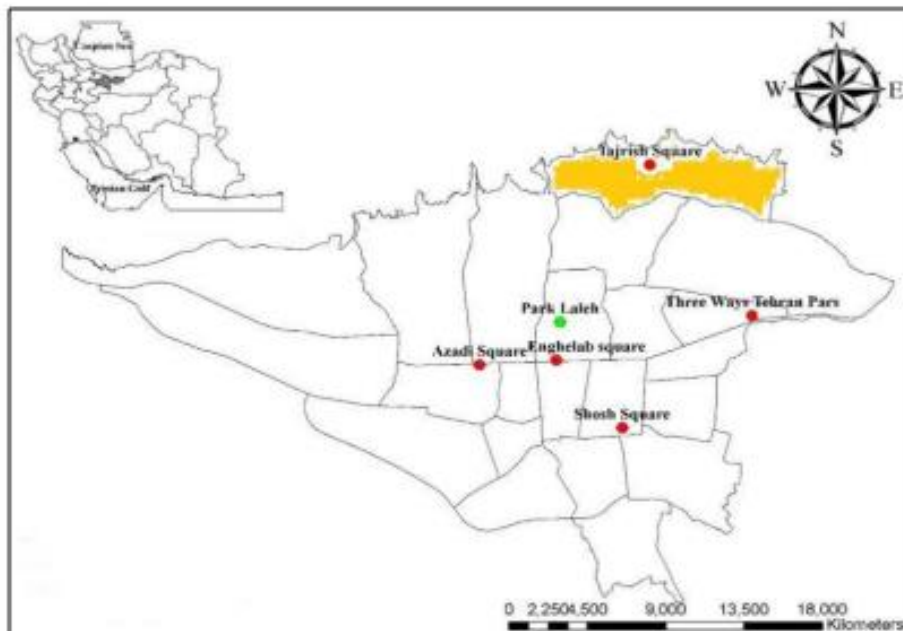 Caspian Sea
Persian Gulf
N
W
E
S
Tajrish Square
Three Ways Tehran Pars
Park Laleh
Azadi Square
Enghelab square
Shosh Square
0 2,250 4,500 9,000 13,500 18,000
Kilometers